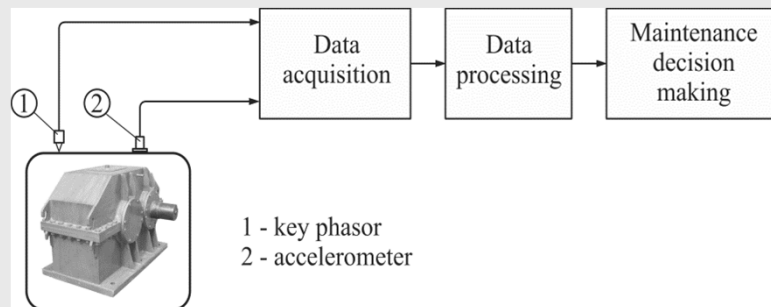 Data
acquisition
Data
processing
Maintenance
decision
making
1
2
1 - key phasor
2 - accelerometer